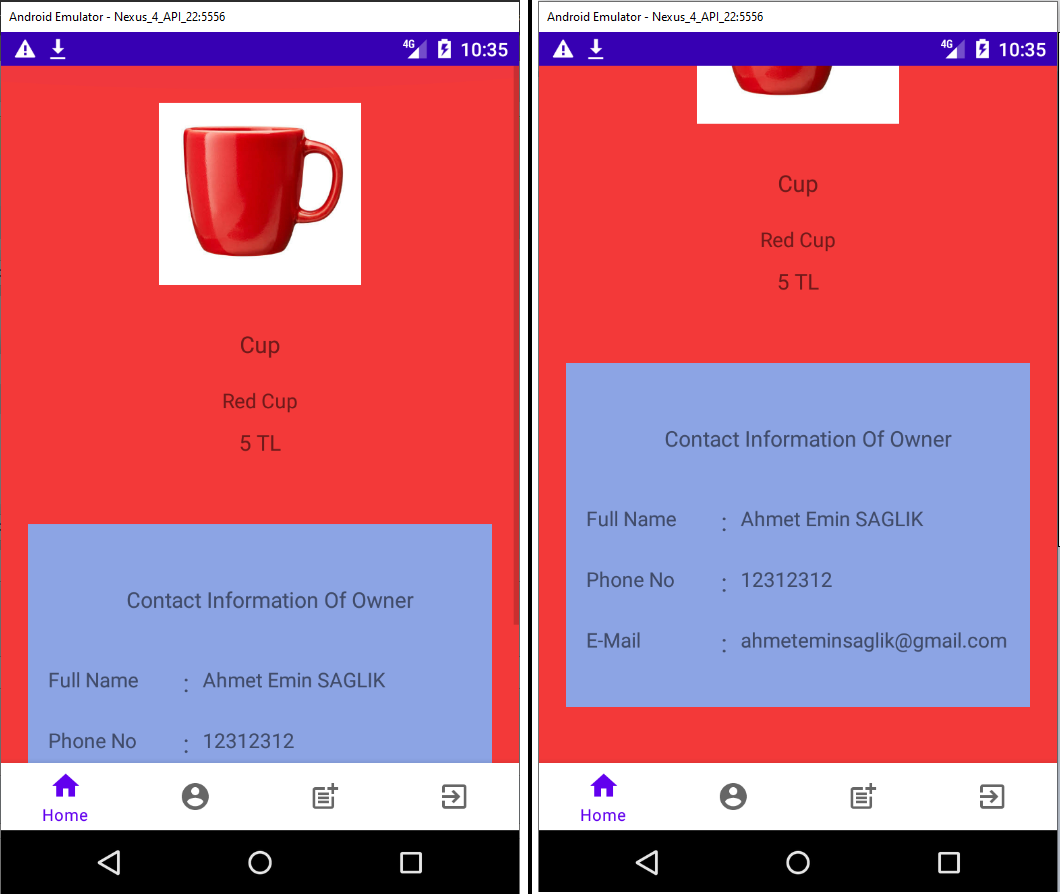 Android Emulator - Nexus_4_API_22:5556
4G 10:35
Cup
Red Cup
5 TL
Contact Information Of Owner
Full Name : Ahmet Emin SAGLIK
Phone No : 12312312
Home
Android Emulator - Nexus_4_API_22:5556
4G 10:35
Cup
Red Cup
5 TL
Contact Information Of Owner
Full Name : Ahmet Emin SAGLIK
Phone No : 12312312
E-Mail : ahmeteminsaglik@gmail.com
Home